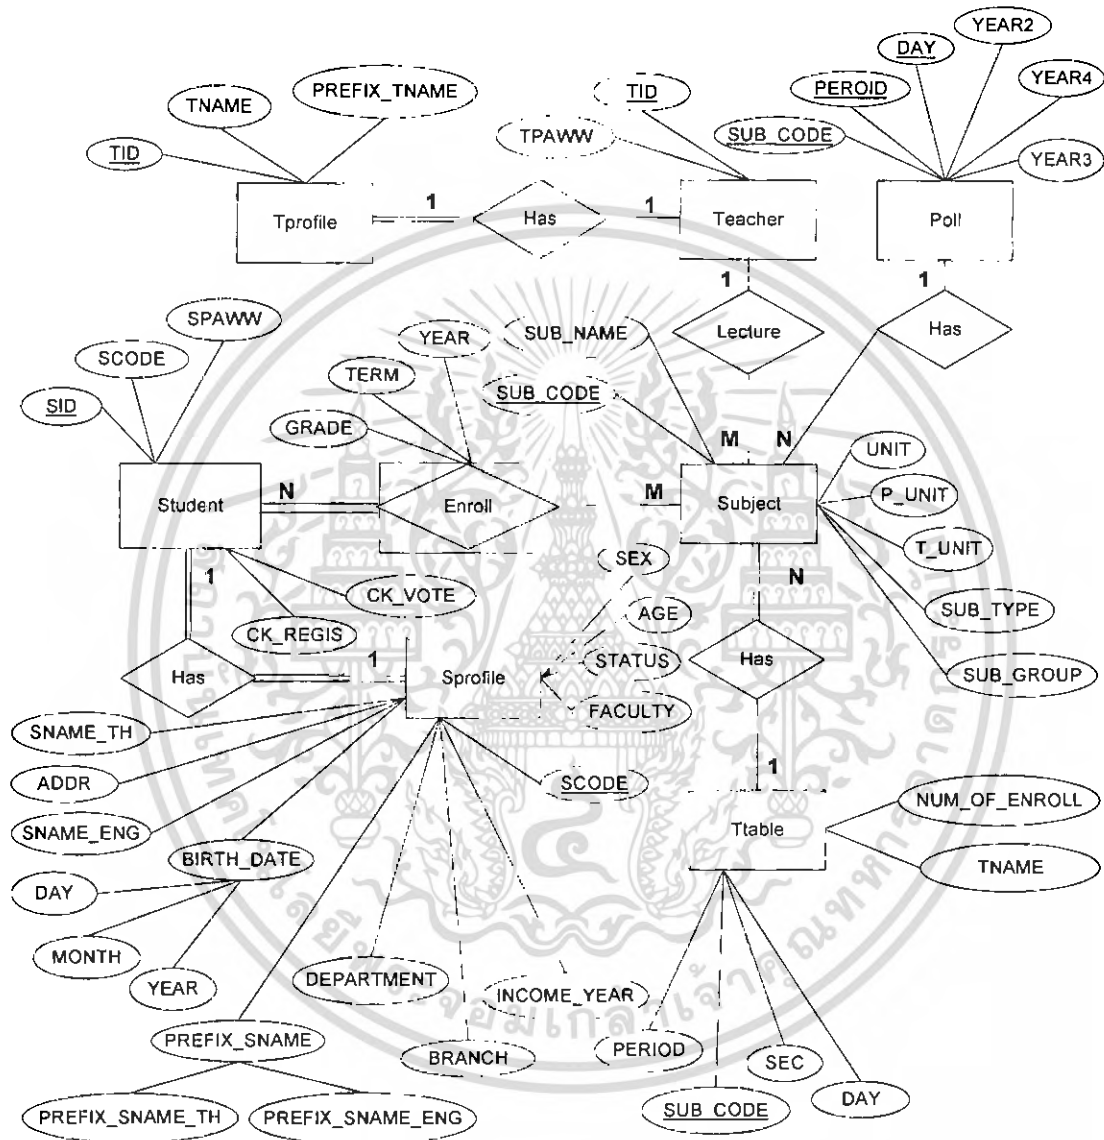 YEAR2
DAY
PREFIX_TNAME
TNAME
TID
YEAR4
PEROID
TPAWW
SUB_CODE
TID
YEAR3
Tprofile
1
Has
1
Teacher
Poll
1
1
SPAWW
SUB_NAME
Lecture
Has
YEAR
SCODE
TERM
SUB_CODE
SID
GRADE
M
N
UNIT
Student
N
Enroll
M
Subject
P_UNIT
T_UNIT
SEX
1
N
CK_VOTE
SUB_TYPE
AGE
CK_REGIS
Has
1
Sprofile
STATUS
Has
SUB_GROUP
FACULTY
SNAME_TH
SCODE
1
ADDR
NUM_OF_ENROLL
Ttable
SNAME_ENG
BIRTH_DATE
TNAME
DAY
MONTH
DEPARTMENT
YEAR
INCOME_YEAR
๔
PREFIX_SNAME
BRANCH
PERIOD
SEC
DAY
PREFIX_SNAME_TH
PREFIX_SNAME_ENG
SUB_CODE